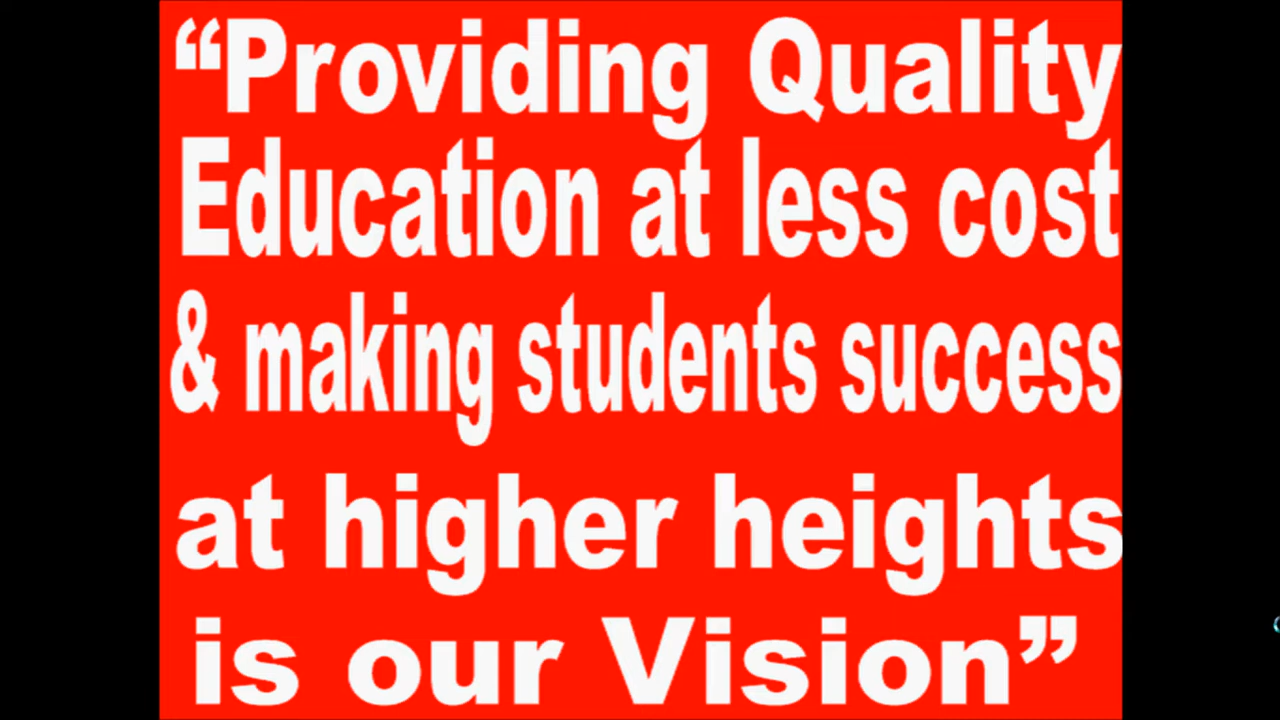 “Providing Quality
Education at less cost
& making students success
at higher heights
is our Vision”